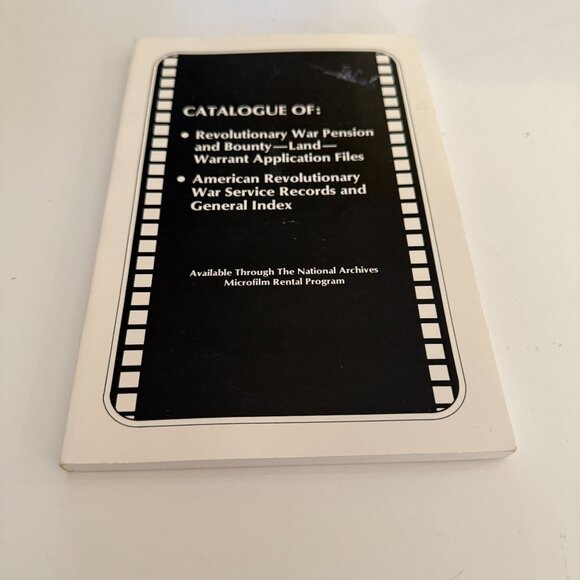 CATALOGUE OF:
• Revolutionary War Pension
and Bounty—Land—
Warrant Application Files
• American Revolutionary
War Service Records and
General Index
Available Through The National Archives
Microfilm Rental Program